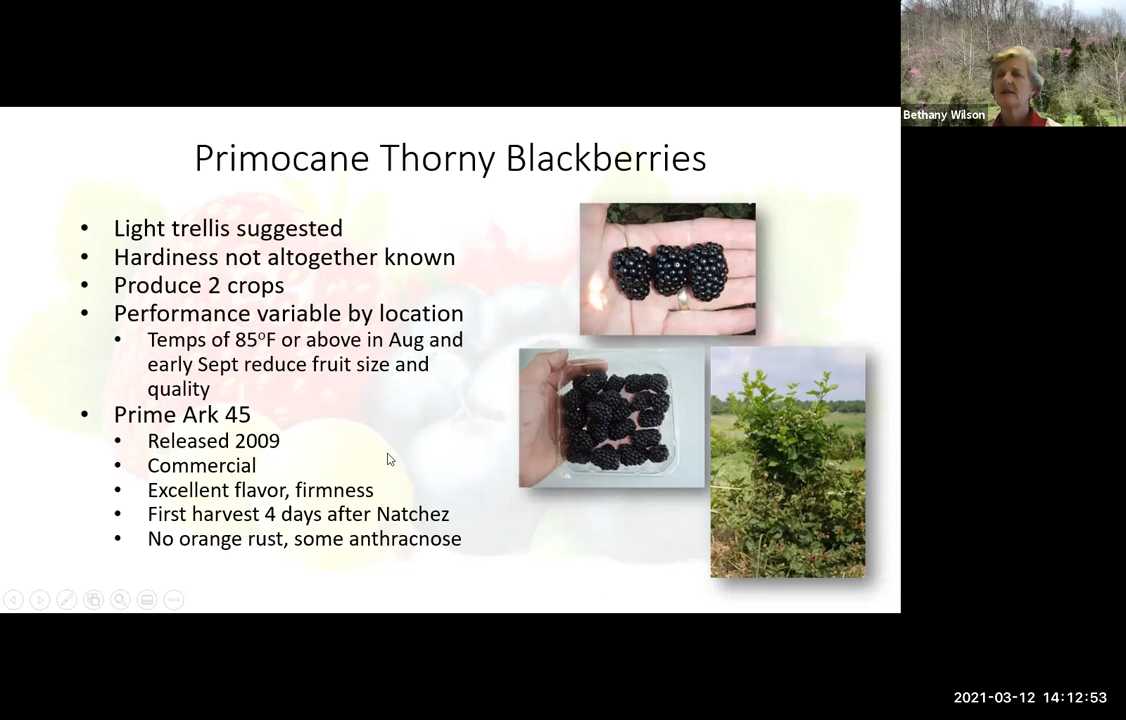 Bethany Wilson
Primocane Thorny Blackberries
• Light trellis suggested
• Hardiness not altogether known
• Produce 2 crops
• Performance variable by location
• Temps of 85°F or above in Aug and
early Sept reduce fruit size and
quality
• Prime Ark 45
• Released 2009
• Commercial
• Excellent flavor, firmness
• First harvest 4 days after Natchez
• No orange rust, some anthracnose
2021-03-12 14:12:53